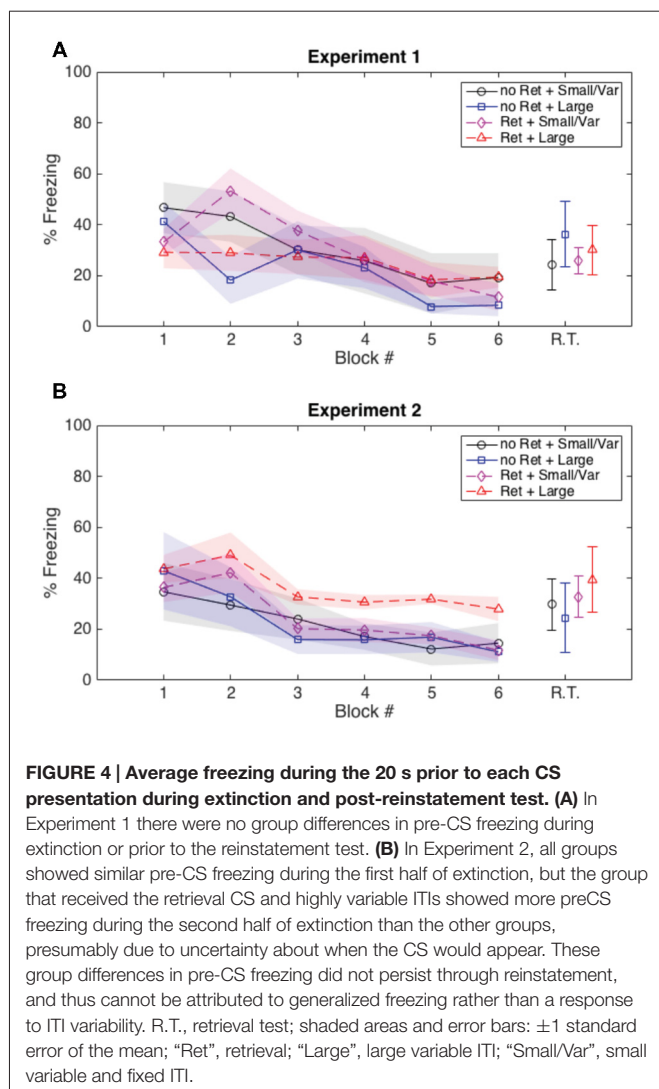 A
Experiment 1
% Freezing
100
80
60
40
20
0
no Ret + Small/Var
no Ret + Large
Ret + Small/Var
Ret + Large
1 2 3 4 5 6 R.T.
Block #
B
Experiment 2
% Freezing
100
80
60
40
20
0
no Ret + Small/Var
no Ret + Large
Ret + Small/Var
Ret + Large
1 2 3 4 5 6 R.T.
Block #
FIGURE 4 | Average freezing during the 20 s prior to each CS
presentation during extinction and post-reinstatement test. (A) In
Experiment 1 there were no group differences in pre-CS freezing during
extinction or prior to the reinstatement test. (B) In Experiment 2, all groups
showed similar pre-CS freezing during the first half of extinction, but the group
that received the retrieval CS and highly variable ITIs showed more preCS
freezing during the second half of extinction than the other groups,
presumably due to uncertainty about when the CS would appear. These
group differences in pre-CS freezing did not persist through reinstatement,
and thus cannot be attributed to generalized freezing rather than a response
to ITI variability. R.T., retrieval test; shaded areas and error bars: ±1 standard
error of the mean; “Ret”, retrieval; “Large”, large variable ITI; “Small/Var”, small
variable and fixed ITI.